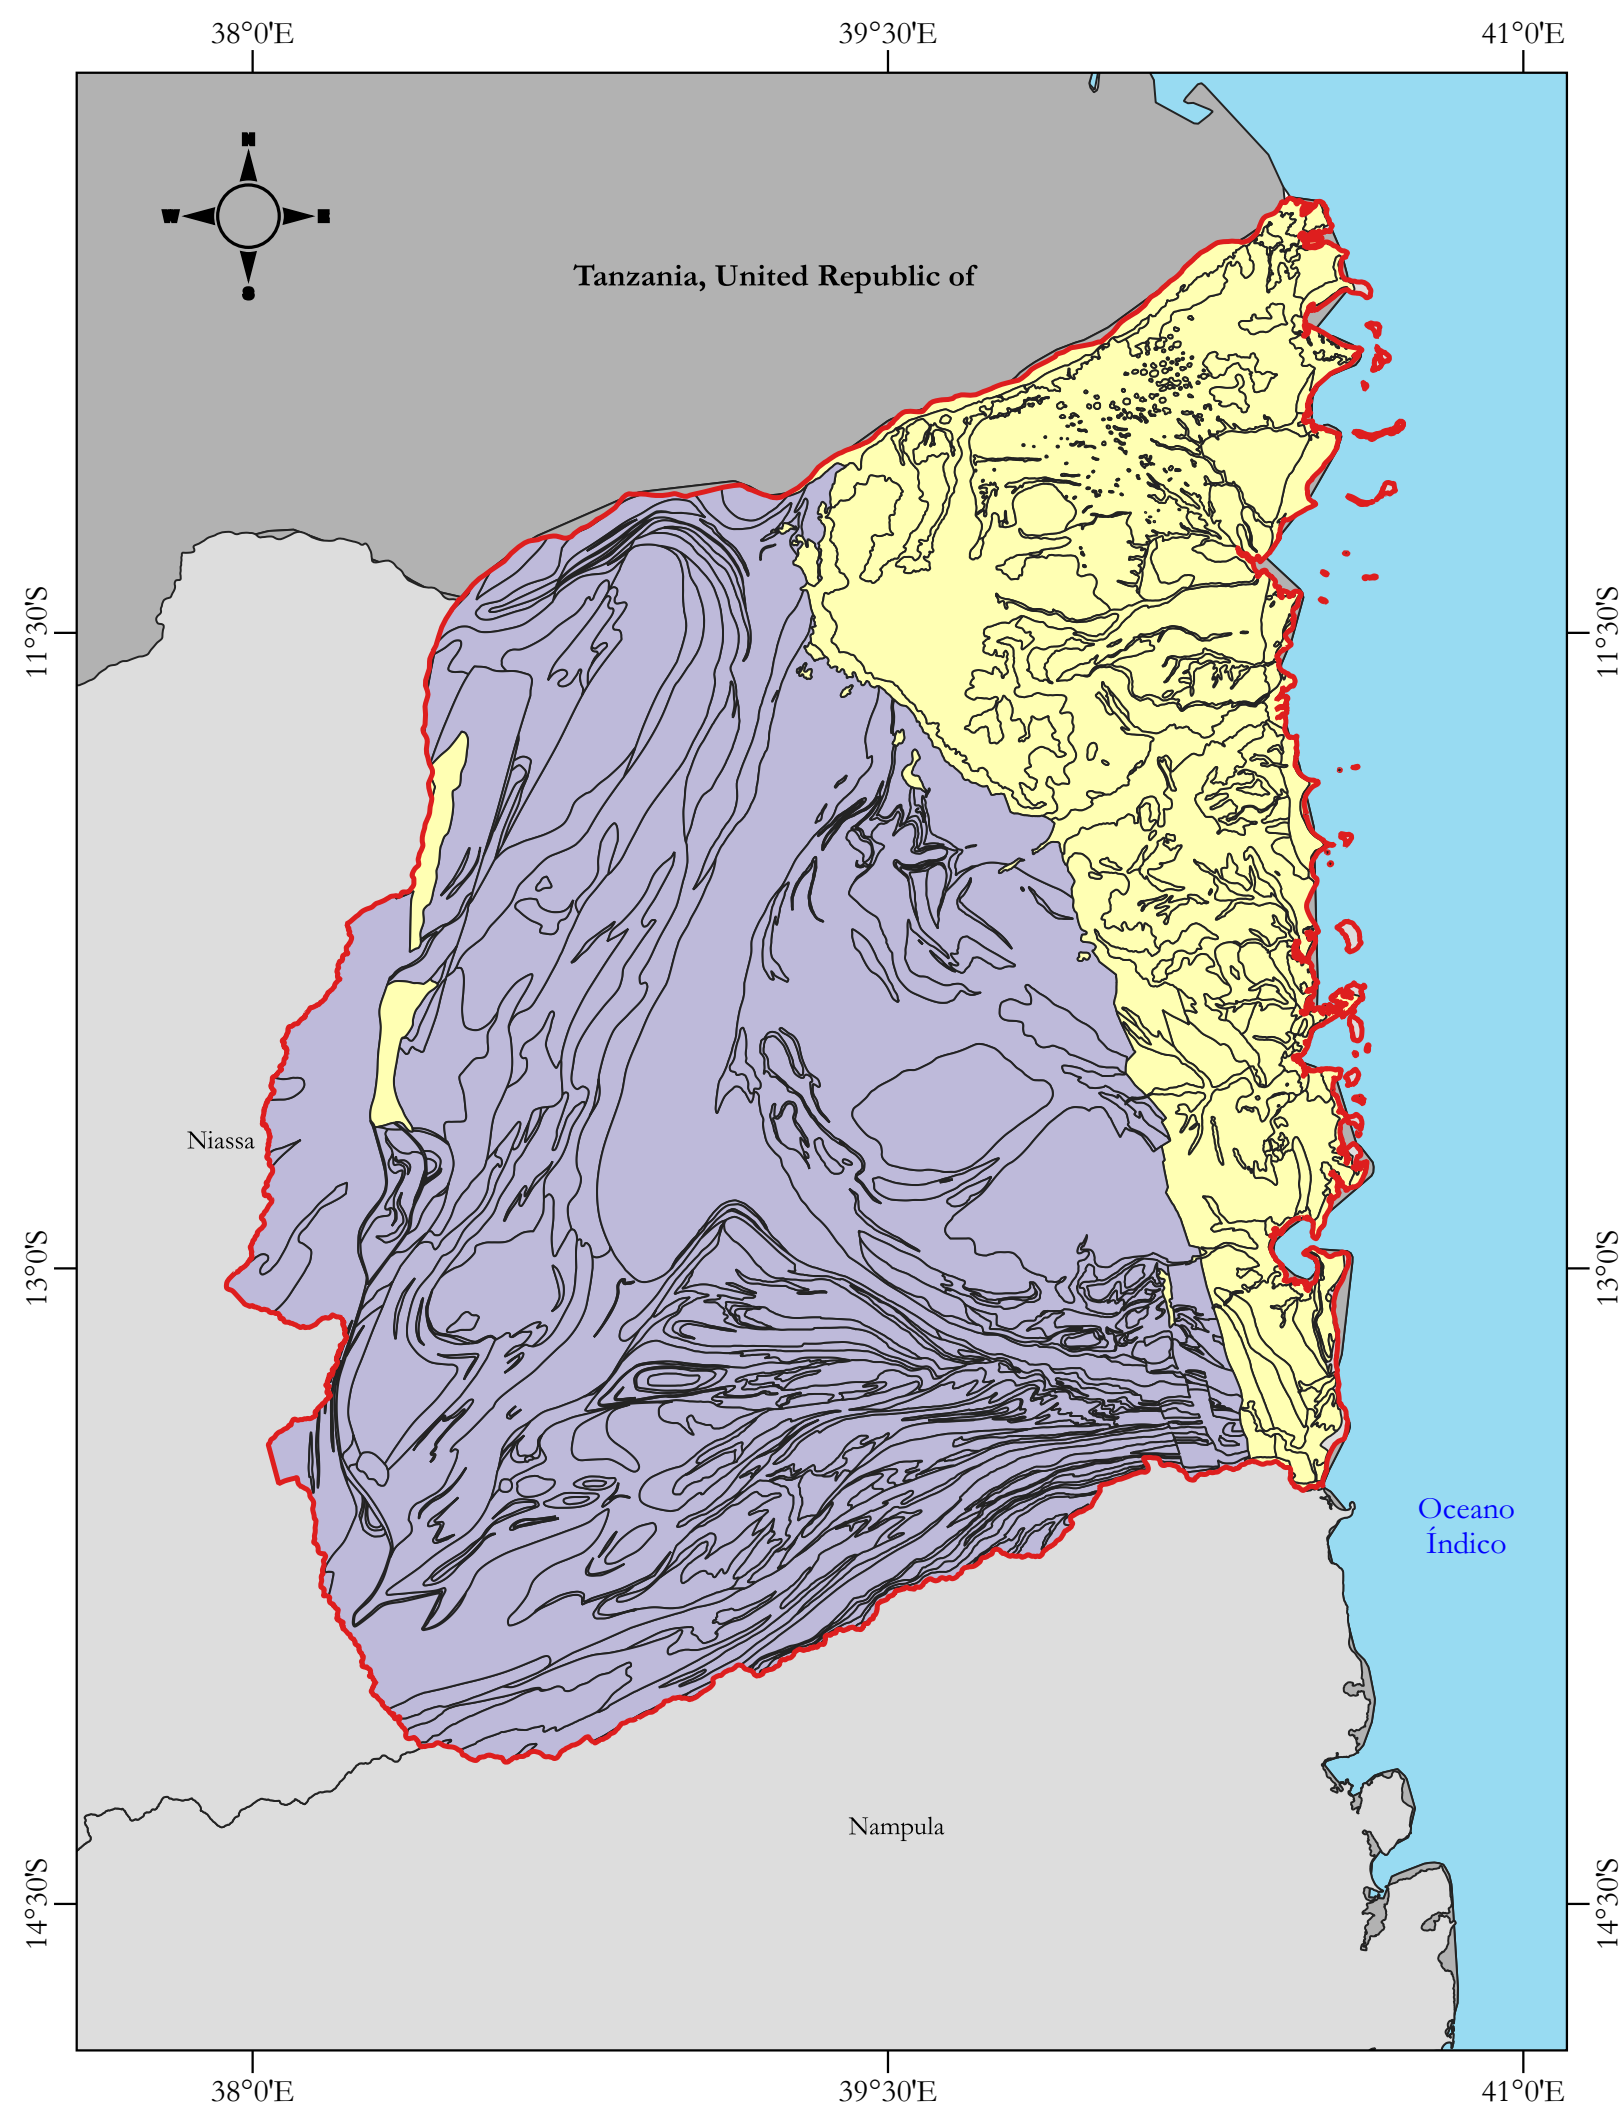 38°0'E 39°30'E 41°0'E
N
W E
S
Tanzania, United Republic of
11°30'S 11°30'S
Niassa
13°0'S 13°0'S
Oceano
Índico
Nampula
14°30'S 14°30'S
38°0'E 39°30'E 41°0'E